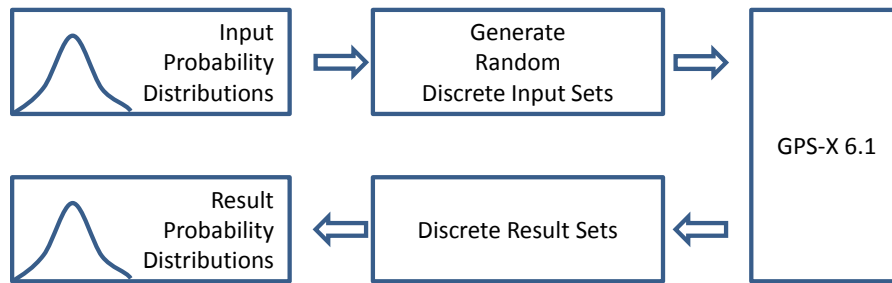 Input
Probability
Distributions
Generate
Random
Discrete Input Sets
GPS-X 6.1
Result
Probability
Distributions
Discrete Result Sets